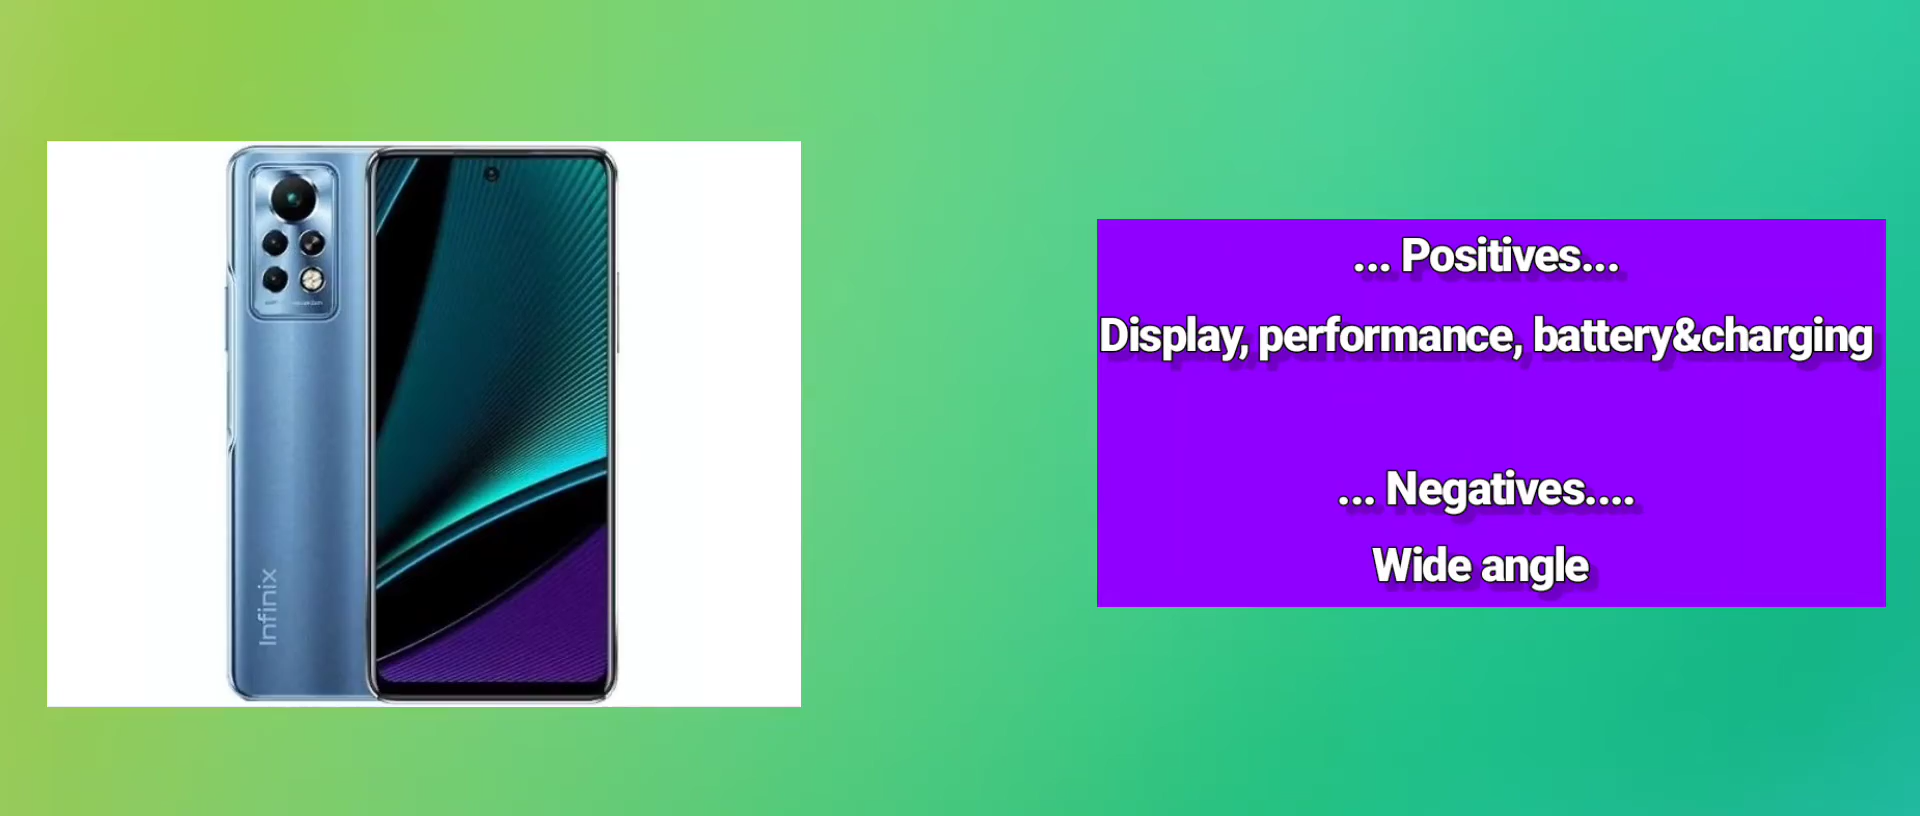 Infinix
... Positives...
Display, performance, battery&charging
... Negatives....
Wide angle